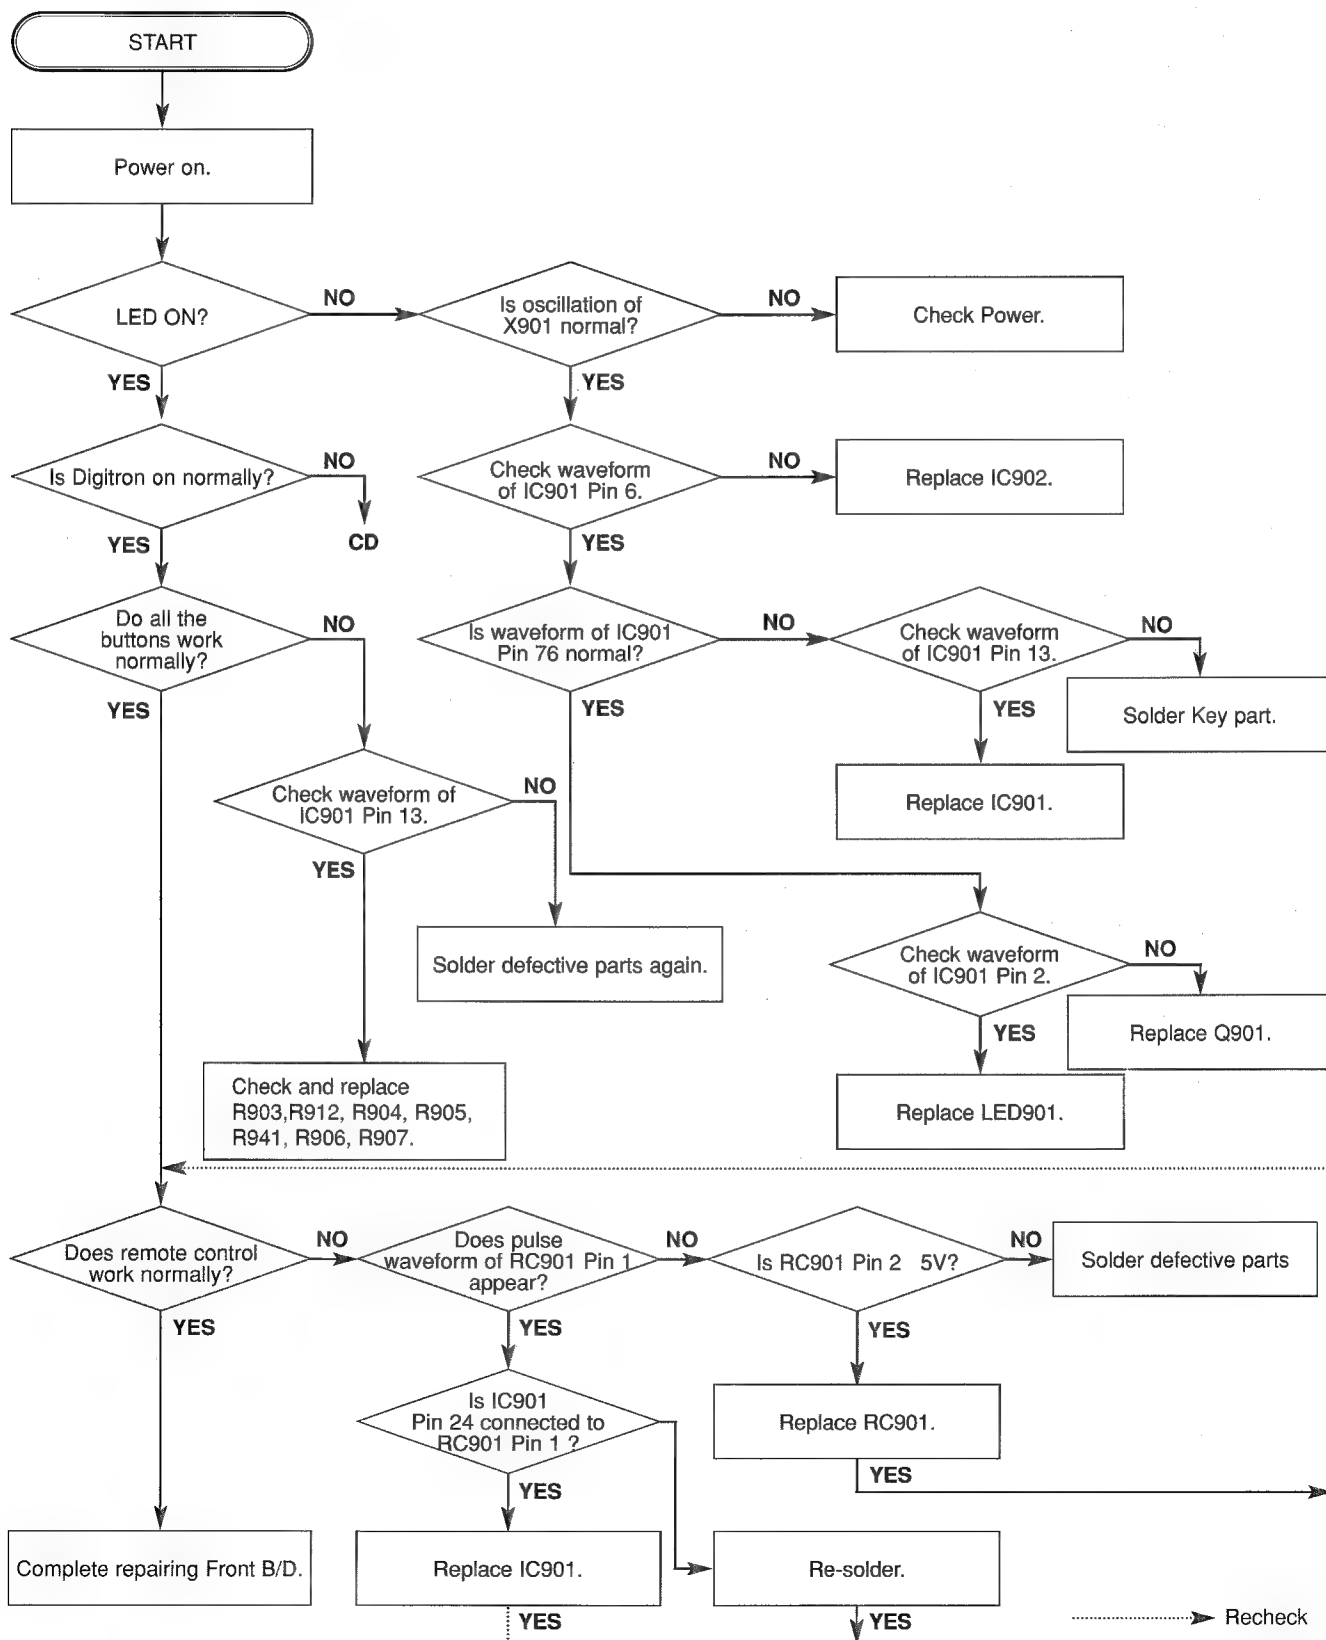 START
Power on.
LED ON?
NO
Is oscillation of
X901 normal?
NO
Check Power.
YES
YES
Is Digitron on normally?
NO
CD
Check waveform
of IC901 Pin 6.
NO
Replace IC902.
YES
YES
Do all the
buttons work
normally?
NO
Is waveform of IC901
Pin 76 normal?
NO
Check waveform
of IC901 Pin 13.
NO
Solder Key part.
YES
YES
YES
Replace IC901.
Check waveform of
IC901 Pin 13.
NO
YES
Solder defective parts again.
Check waveform
of IC901 Pin 2.
NO
Replace Q901.
YES
Replace LED901.
Check and replace
R903,R912, R904, R905,
R941, R906, R907.
Does remote control
work normally?
NO
Does pulse
waveform of RC901 Pin 1
appear?
NO
Is RC901 Pin 2 5V?
NO
Solder defective parts
YES
YES
YES
Is IC901
Pin 24 connected to
RC901 Pin 1 ?
Replace RC901.
YES
YES
Complete repairing Front B/D.
Replace IC901.
Re-solder.
YES
YES
Recheck